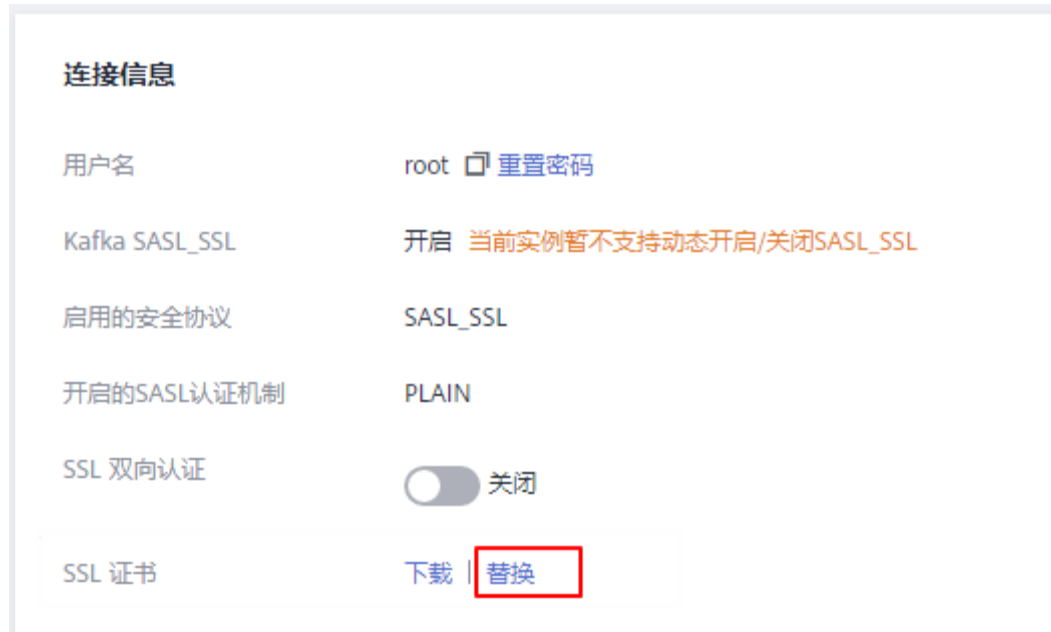 连接信息
用户名 root 重置密码
Kafka SASL_SSL 开启 当前实例暂不支持动态开启/关闭SASL_SSL
启用的安全协议 SASL_SSL
开启的SASL认证机制 PLAIN
SSL 双向认证 关闭
SSL 证书 下载 | 替换